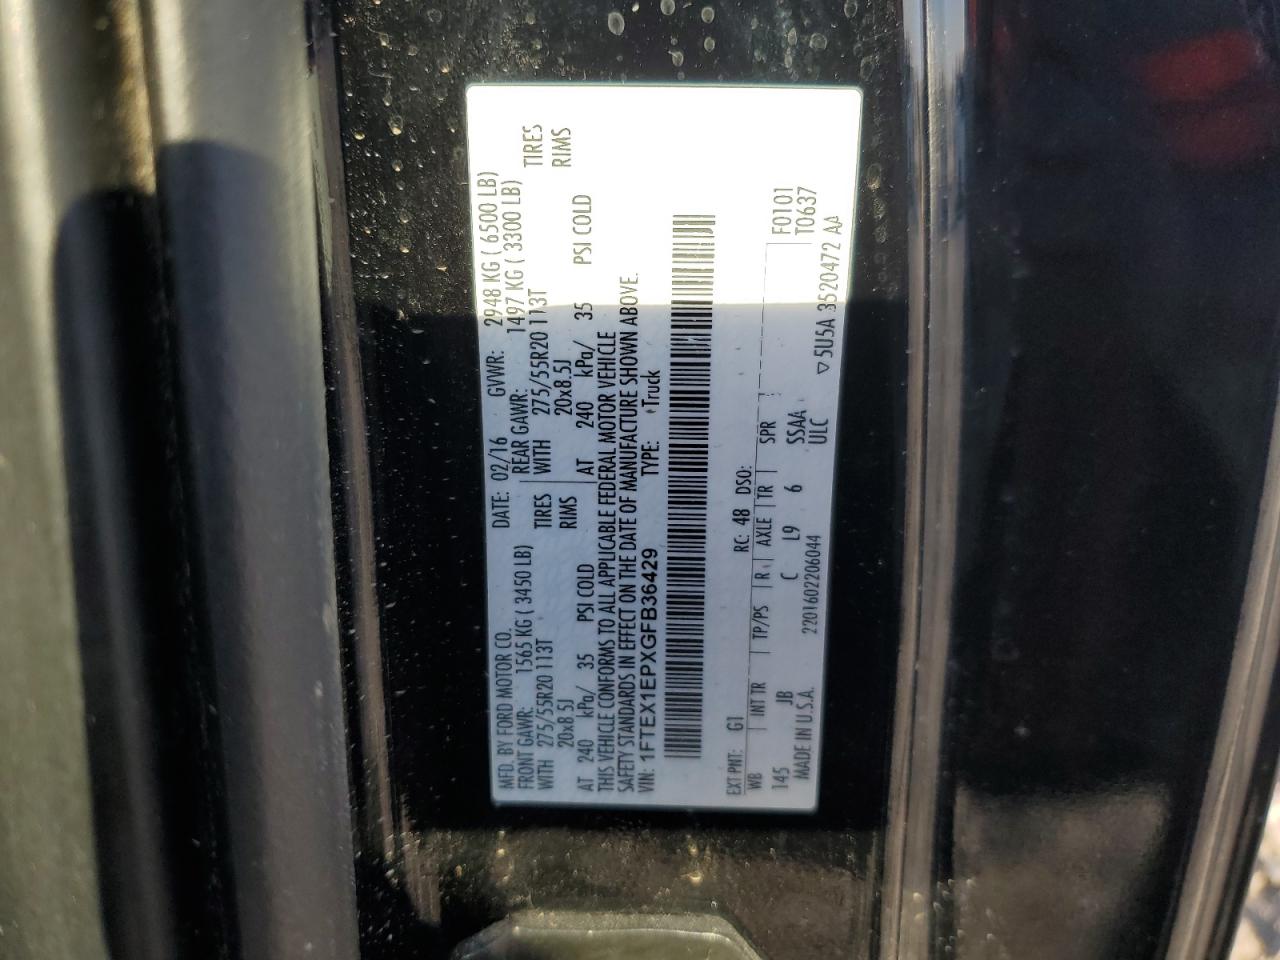 MFD. BY FORD MOTOR CO. DATE: 02/16 GVWR: 2948 KG ( 6500 LB)
FRONT GAWR: 1565 KG ( 3450 LB) REAR GAWR: 1497 KG ( 3300 LB)
WITH 275/55R20 113T TIRES WITH 275/55R20 113T TIRES
20x8.5J RIMS 20x8.5J RIMS
AT 240 kPa/ 35 PSI COLD AT 240 kPa/ 35 PSI COLD
THIS VEHICLE CONFORMS TO ALL APPLICABLE FEDERAL MOTOR VEHICLE
SAFETY STANDARDS IN EFFECT ON THE DATE OF MANUFACTURE SHOWN ABOVE.
VIN: 1FTEX1EPXGFB36429 TYPE: Truck
EXT PNT: G1 RC: 48 DSO: F0101
WB INT TR TP/PS R AXLE TR SPR T0637
145 JB C L9 6 SSAA
MADE IN U.S.A. 2201602206044 ULC ▽5U5A 3520472 AA